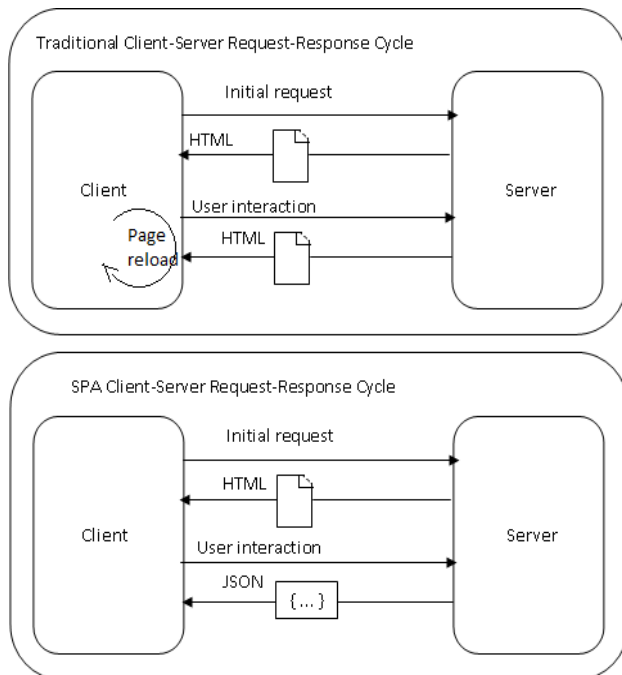 Traditional Client-Server Request-Response Cycle
Initial request
HTML
Client
Server
User interaction
Page
reload
HTML
SPA Client-Server Request-Response Cycle
Initial request
HTML
Client
Server
User interaction
JSON
{ ... }